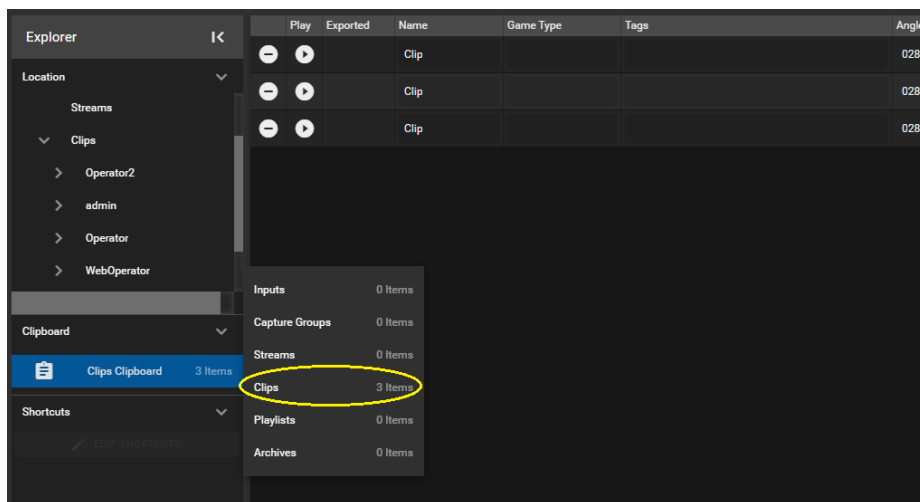 Explorer
Location
Streams
Clips
Operator2
admin
Operator
WebOperator
Clipboard
Clips Clipboard 3 Items
Shortcuts
EDIT SHORTCUTS
Play Exported Name Game Type Tags Angle
Clip 028
Clip 028
Clip 028
Inputs 0 Items
Capture Groups 0 Items
Streams 0 Items
Clips 3 Items
Playlists 0 Items
Archives 0 Items